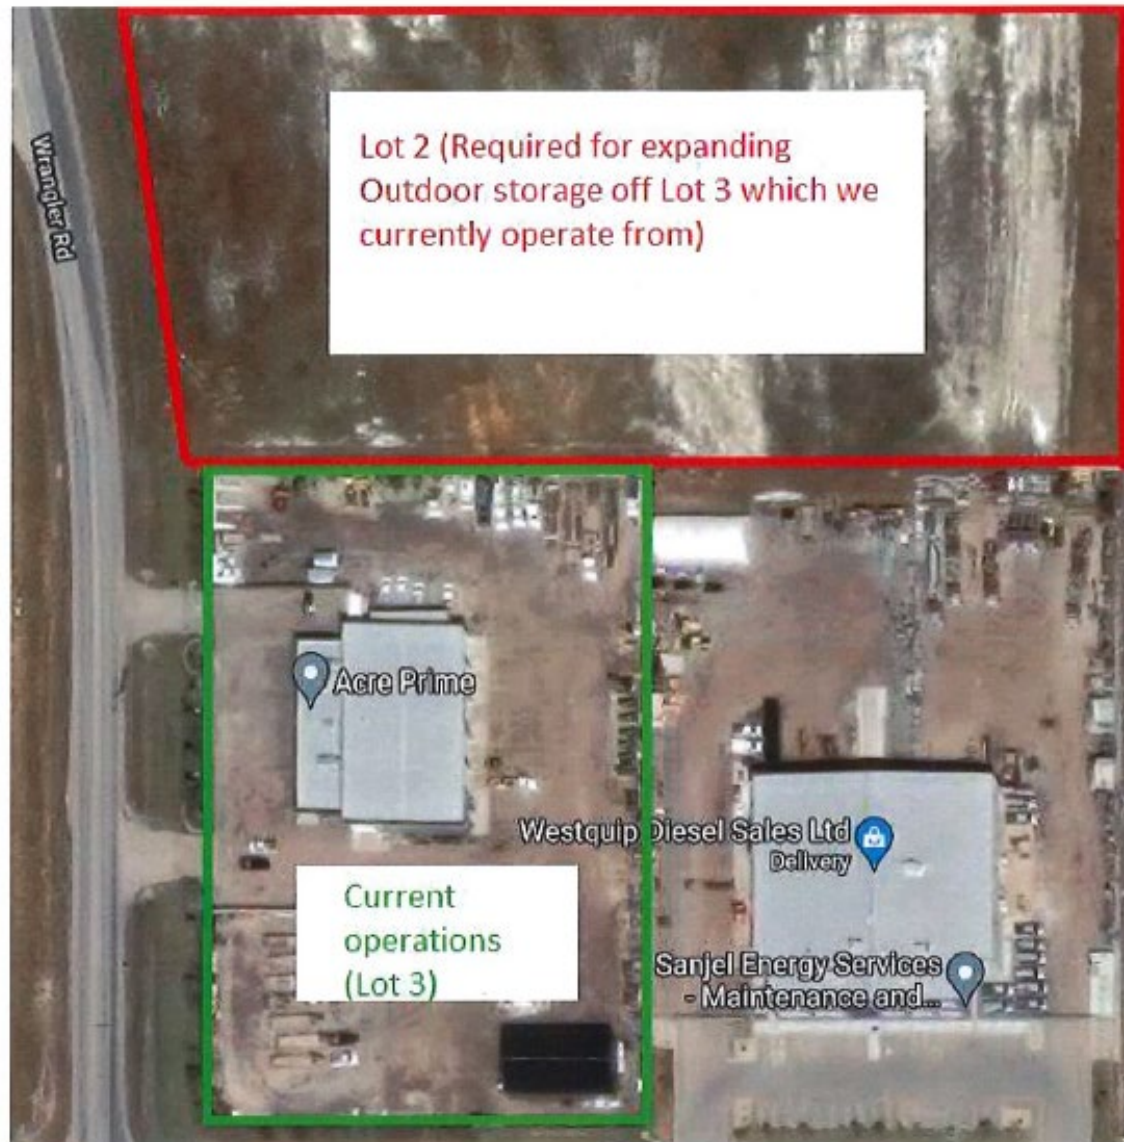 Lot 2 (Required for expanding
Outdoor storage off Lot 3 which we
currently operate from)
Wrangler Rd
Acre Prime
Westquip Diesel Sales Ltd
Delivery
Current
operations
(Lot 3)
Sanjel Energy Services
- Maintenance and...